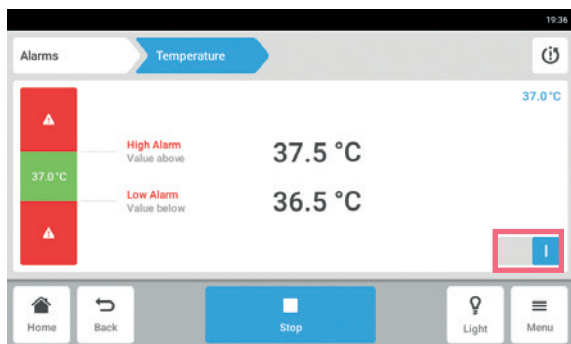 19:36
Alarms
Temperature
37.0°C
High Alarm
Value above
37.5 °C
37.0°C
Low Alarm
Value below
36.5 °C
I
Home
Back
Stop
Light
Menu